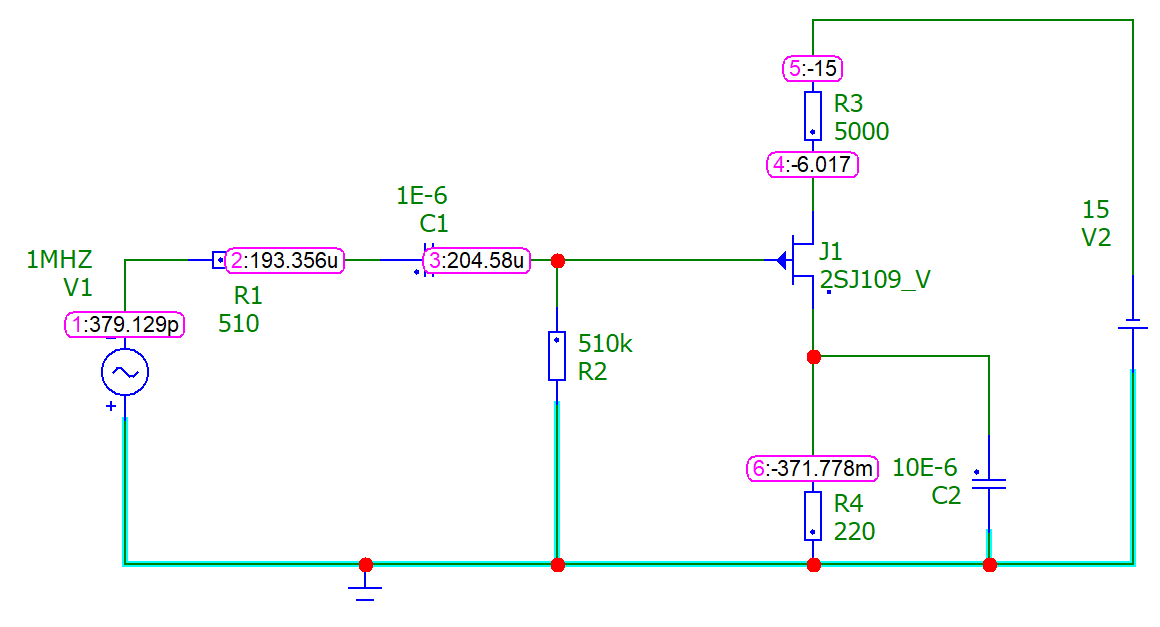 5:-15
R3
5000
4:-6.017
1E-6
C1
15
V2
1MHZ
V1
2:193.356u
3:204.58u
J1
2SJ109_V
R1
510
1:379.129p
510k
R2
+
6:-371.778m
10E-6
C2
R4
220